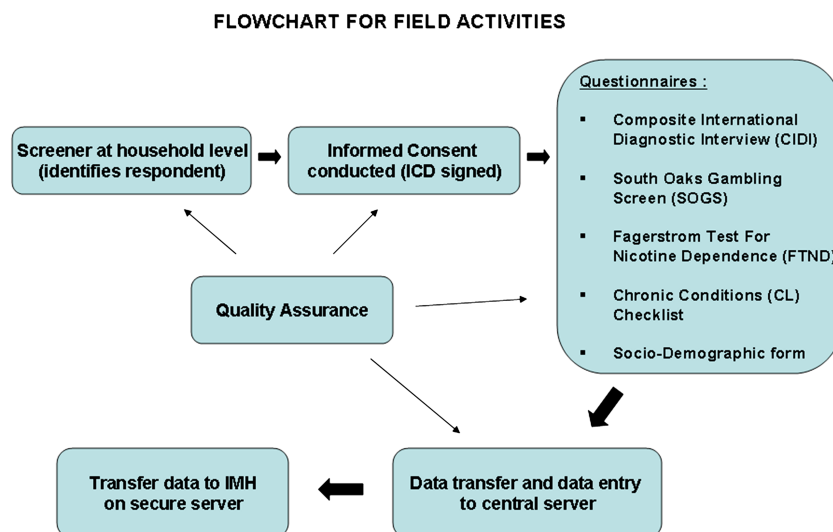 FLOWCHART FOR FIELD ACTIVITIES
Screener at household level
(identifies respondent)
Informed Consent
conducted (ICD signed)
Questionnaires :
▪ Composite International
Diagnostic Interview (CIDI)
▪ South Oaks Gambling
Screen (SOGS)
▪ Fagerstrom Test For
Nicotine Dependence (FTND)
▪ Chronic Conditions (CL)
Checklist
▪ Socio-Demographic form
Quality Assurance
Transfer data to IMH
on secure server
Data transfer and data entry
to central server